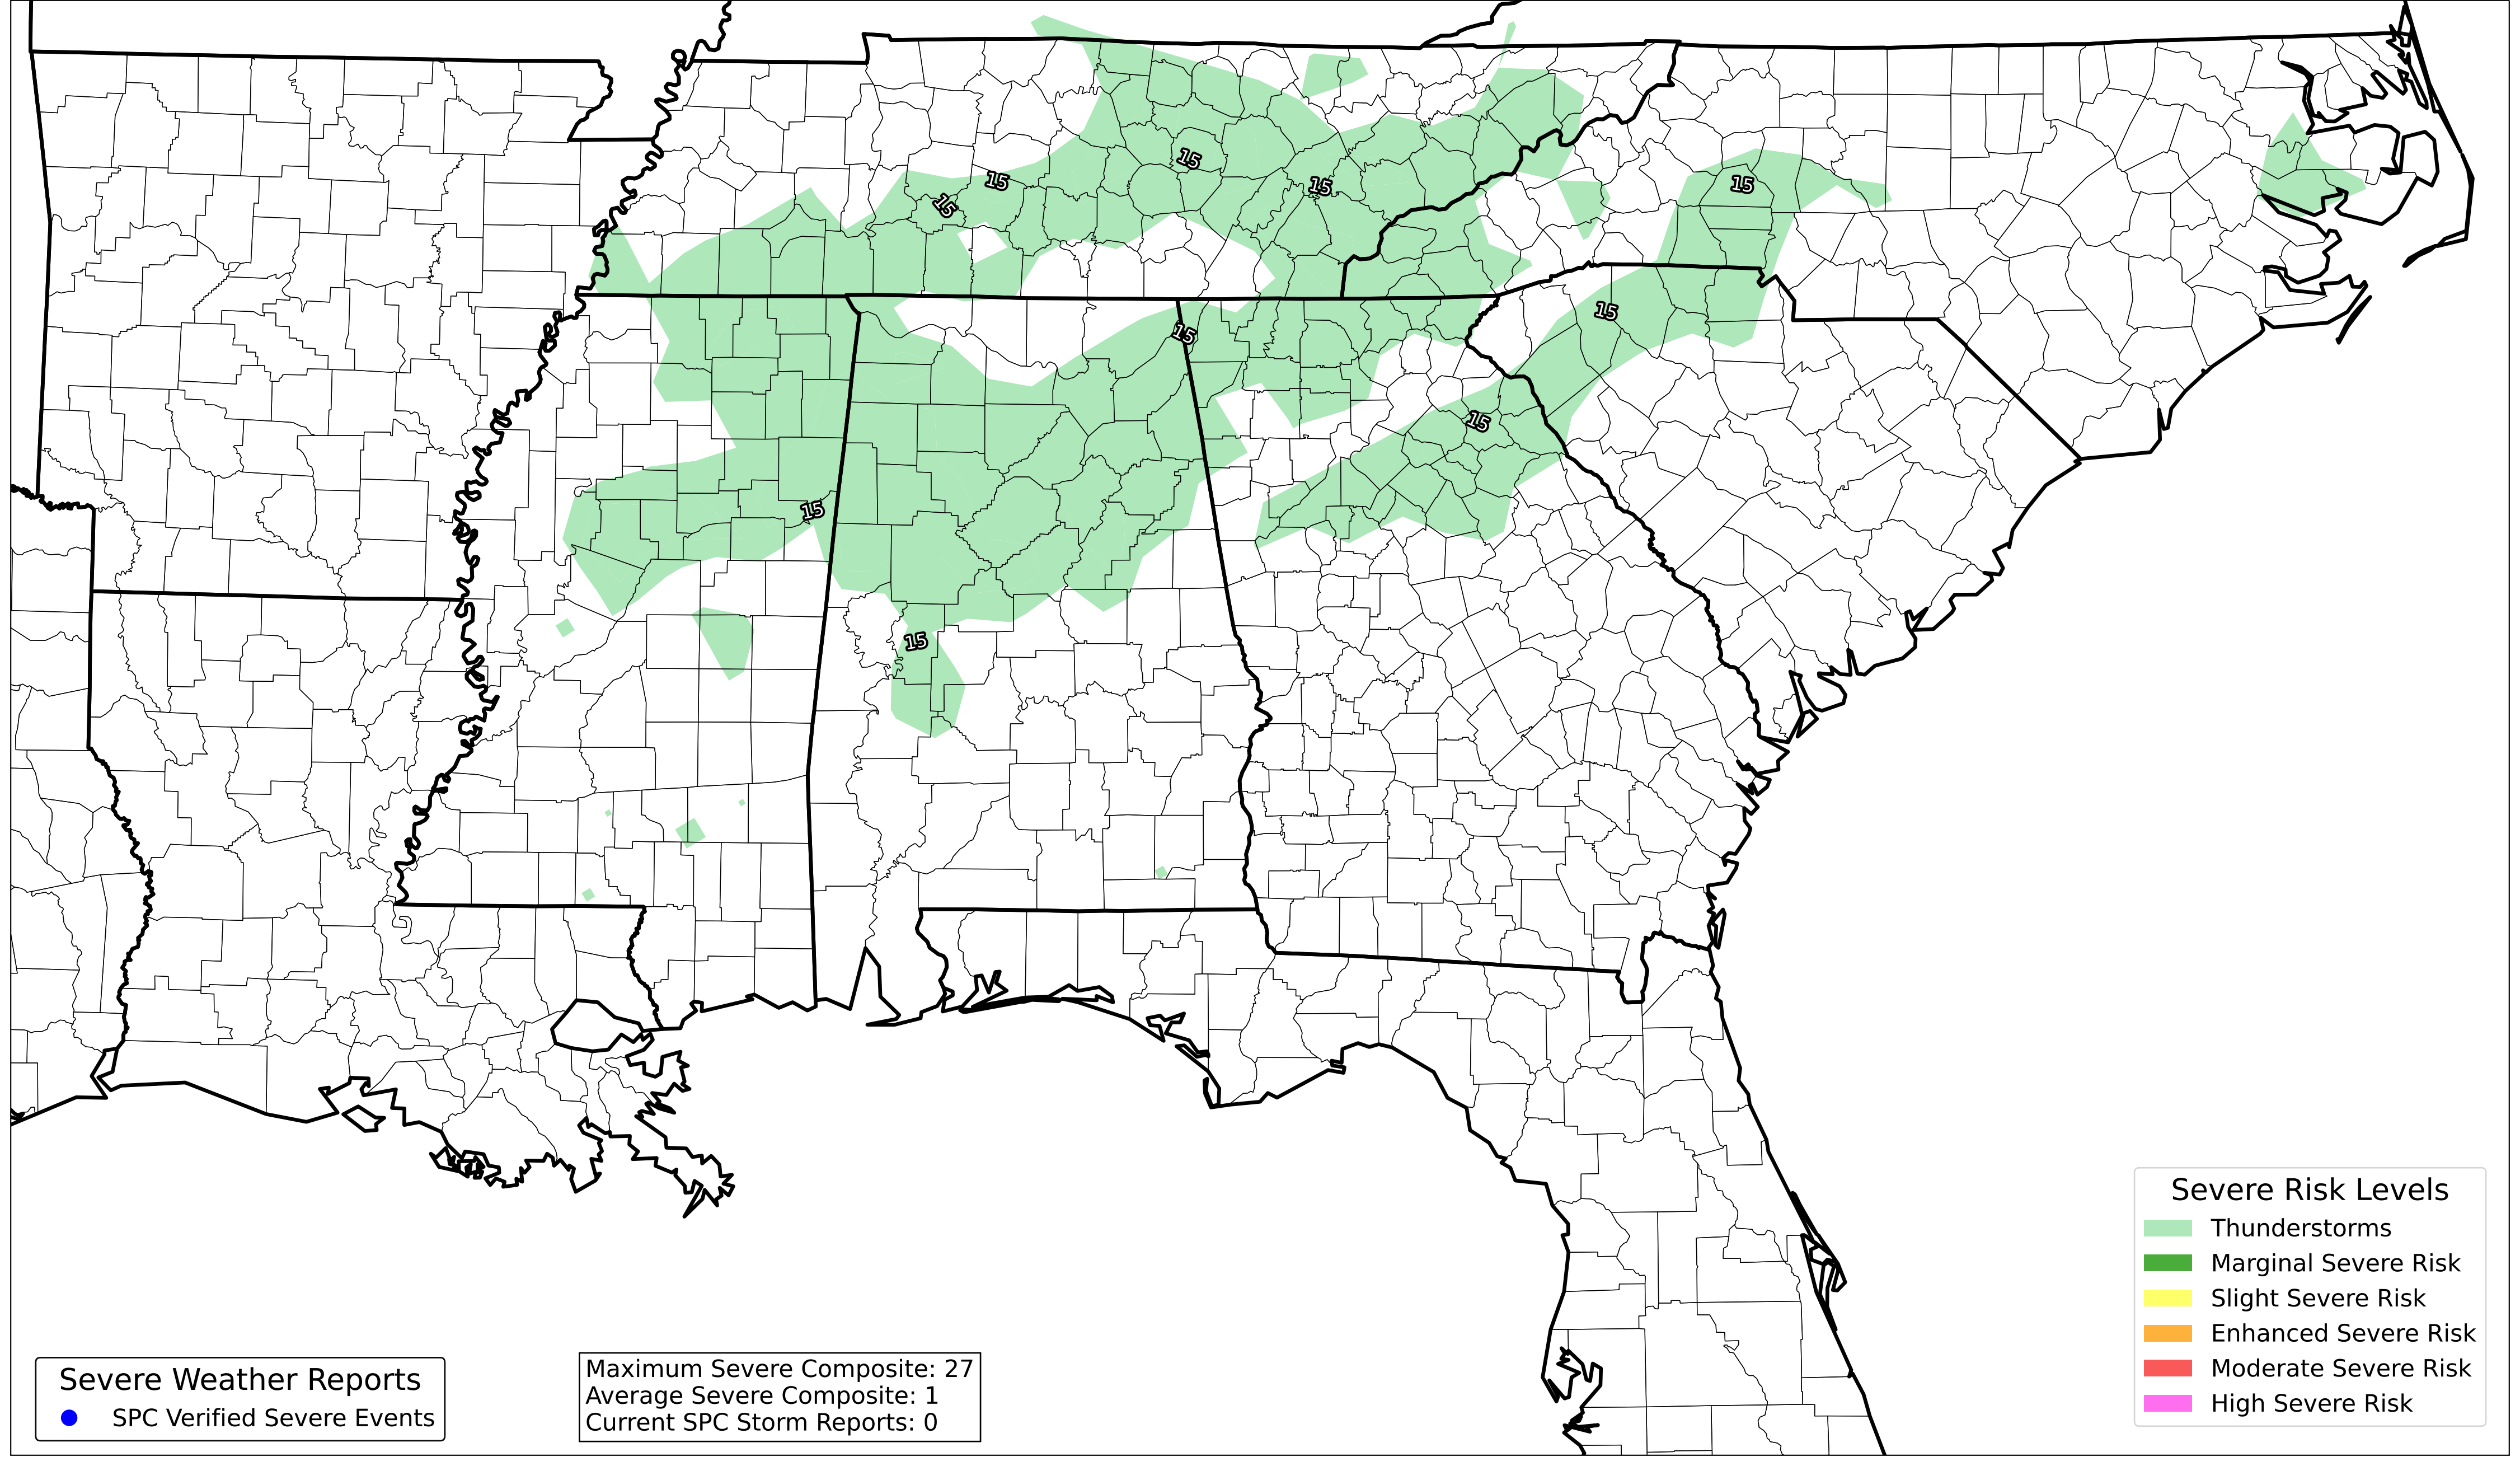 15
15
15
15
15
15
15
15
15
15
Severe Risk Levels
Thunderstorms
Marginal Severe Risk
Slight Severe Risk
Enhanced Severe Risk
Moderate Severe Risk
High Severe Risk
Severe Weather Reports
SPC Verified Severe Events
Maximum Severe Composite: 27
Average Severe Composite: 1
Current SPC Storm Reports: 0